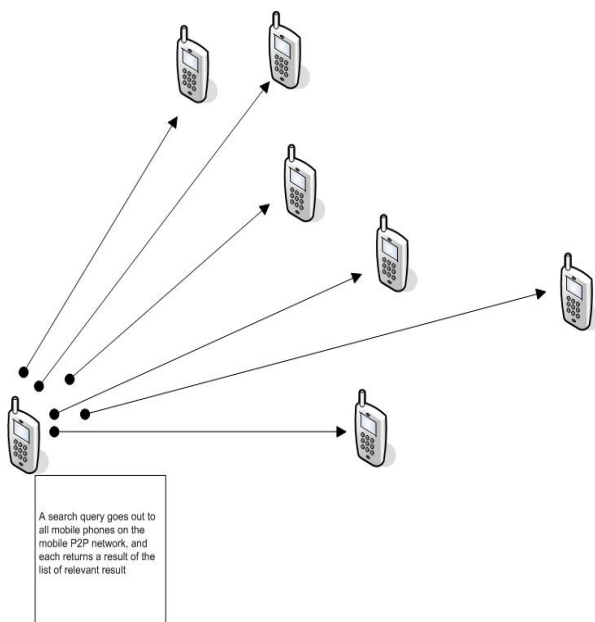 A search query goes out to
all mobile phones on the
mobile P2P network, and
each returns a result of the
list of relevant result